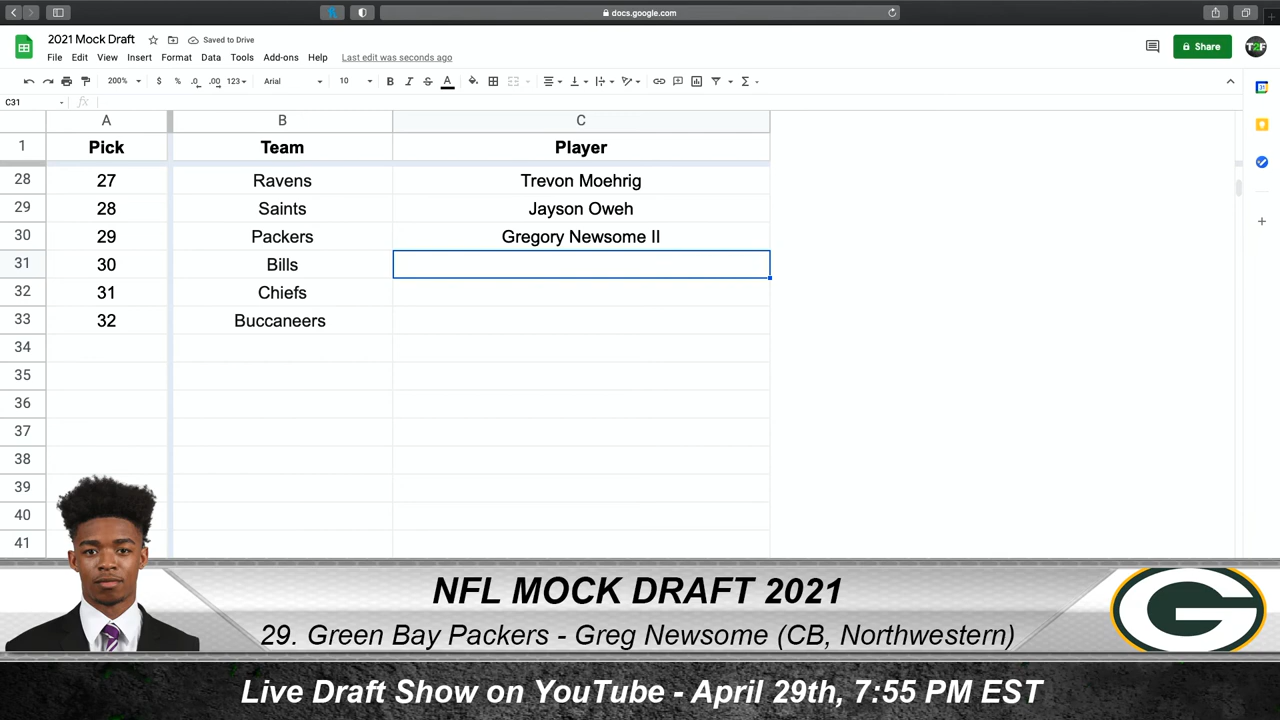 docs.google.com
2021 Mock Draft
Saved to Drive
File Edit View Insert Format Data Tools Add-ons Help Last edit was seconds ago
Share
T2F
200% $ % .0 .00 123 Arial 10 B I S A
C31 fx
A B C
1 Pick Team Player
28 27 Ravens Trevon Moehrig
29 28 Saints Jayson Oweh
30 29 Packers Gregory Newsome II
31 30 Bills
32 31 Chiefs
33 32 Buccaneers
34
35
36
37
38
39
40
41
NFL MOCK DRAFT 2021
29. Green Bay Packers - Greg Newsome (CB, Northwestern)
G
Live Draft Show on YouTube - April 29th, 7:55 PM EST